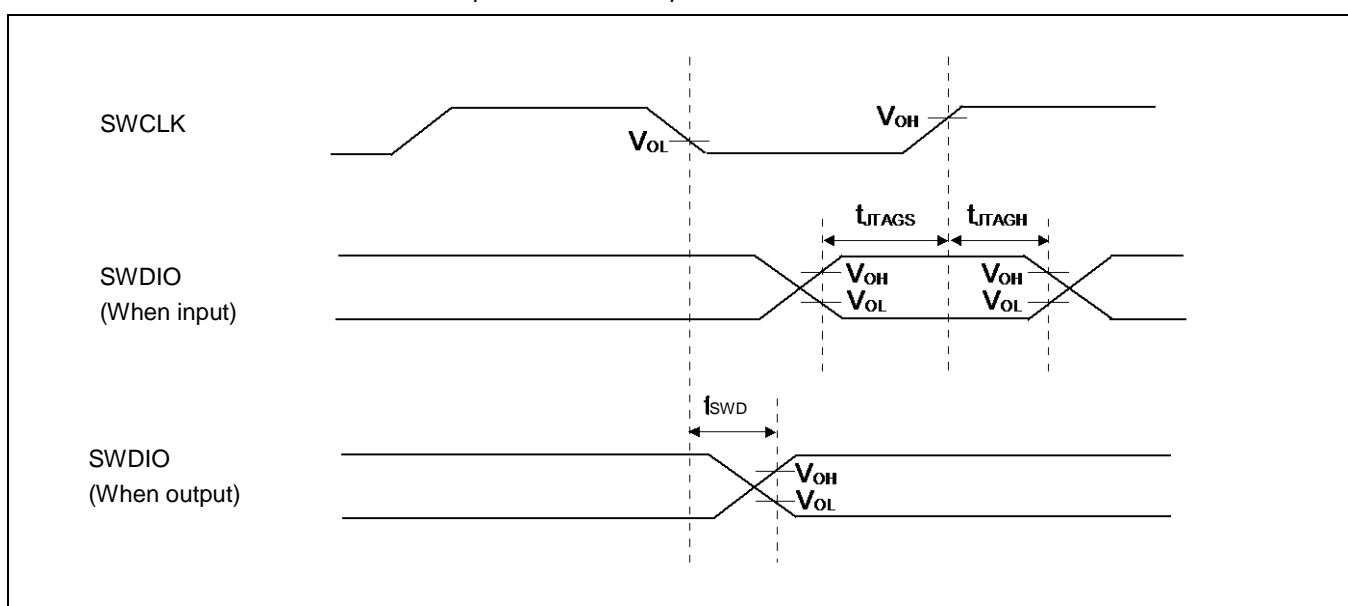 SWCLK
VOL
VOH
tJTAGS
tJTAGH
SWDIO
(When input)
VOH
VOL
VOH
VOL
tSWD
SWDIO
(When output)
VOH
VOL